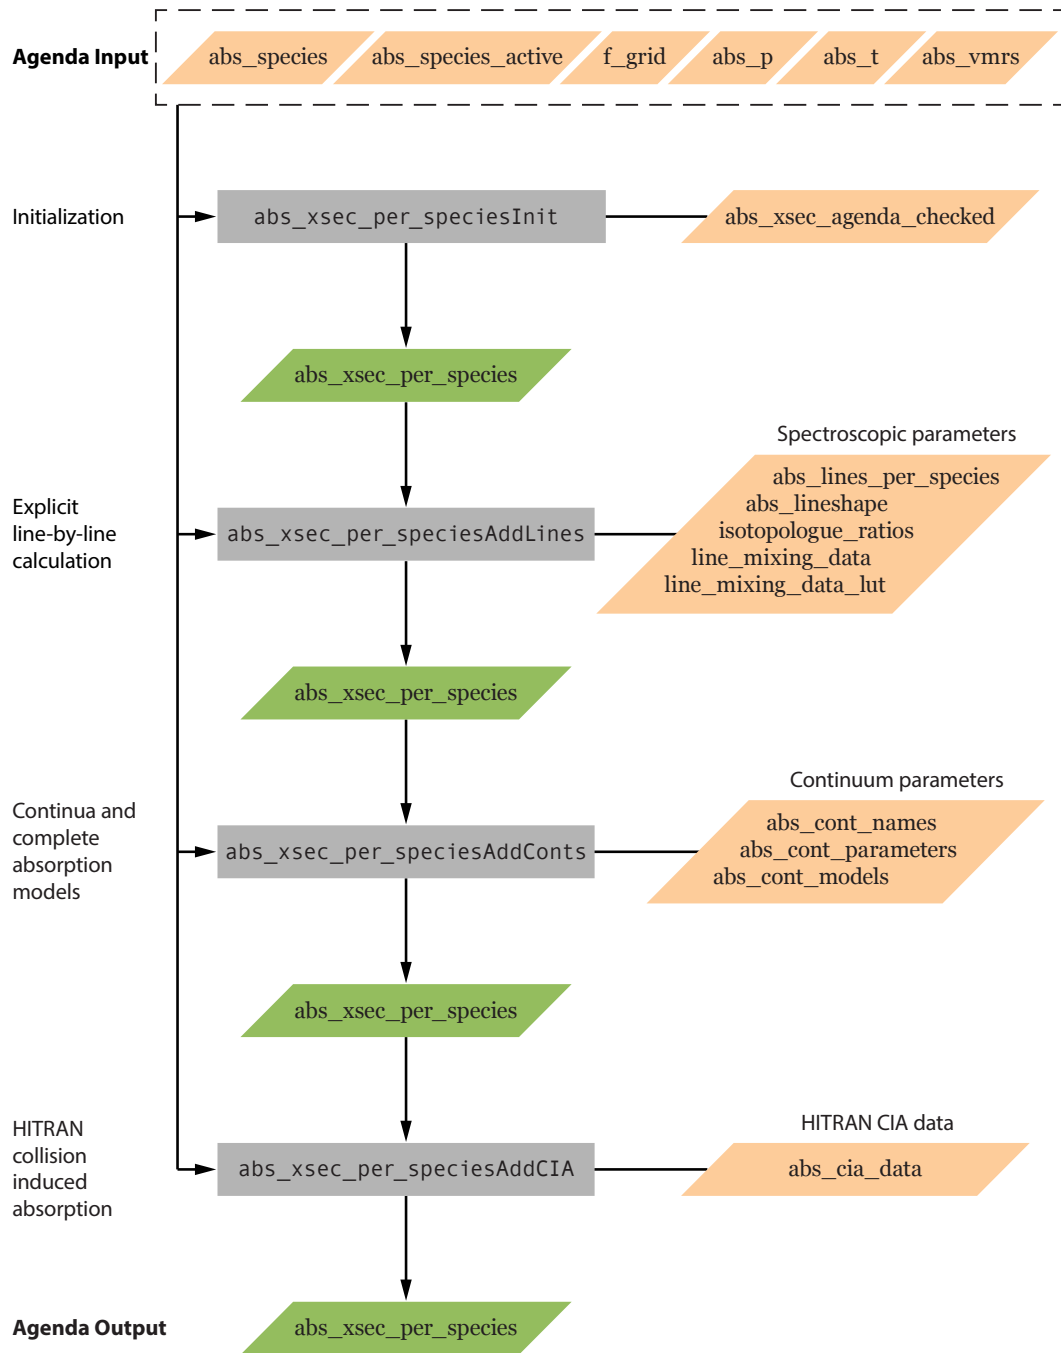 Agenda Input
abs_species abs_species_active f_grid abs_p abs_t abs_vmrs
Initialization
abs_xsec_per_speciesInit
abs_xsec_agenda_checked
abs_xsec_per_species
Spectroscopic parameters
Explicit
line-by-line
calculation
abs_xsec_per_speciesAddLines
abs_lines_per_species
abs_lineshape
isotopologue_ratios
line_mixing_data
line_mixing_data_lut
abs_xsec_per_species
Continuum parameters
Continua and
complete
absorption
models
abs_xsec_per_speciesAddConts
abs_cont_names
abs_cont_parameters
abs_cont_models
abs_xsec_per_species
HITRAN CIA data
HITRAN
collision
induced
absorption
abs_xsec_per_speciesAddCIA
abs_cia_data
Agenda Output
abs_xsec_per_species